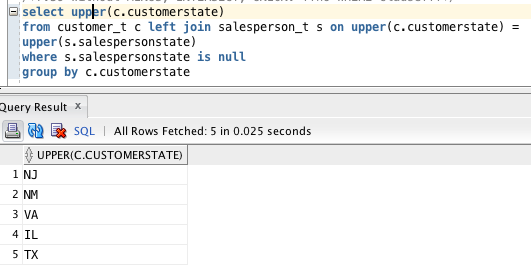 select upper(c.customerstate)
from customer_t c left join salesperson_t s on upper(c.customerstate) =
upper(s.salespersonstate)
where s.salespersonstate is null
group by c.customerstate
Query Result x
SQL | All Rows Fetched: 5 in 0.025 seconds
UPPER(C.CUSTOMERSTATE)
1 NJ
2 NM
3 VA
4 IL
5 TX